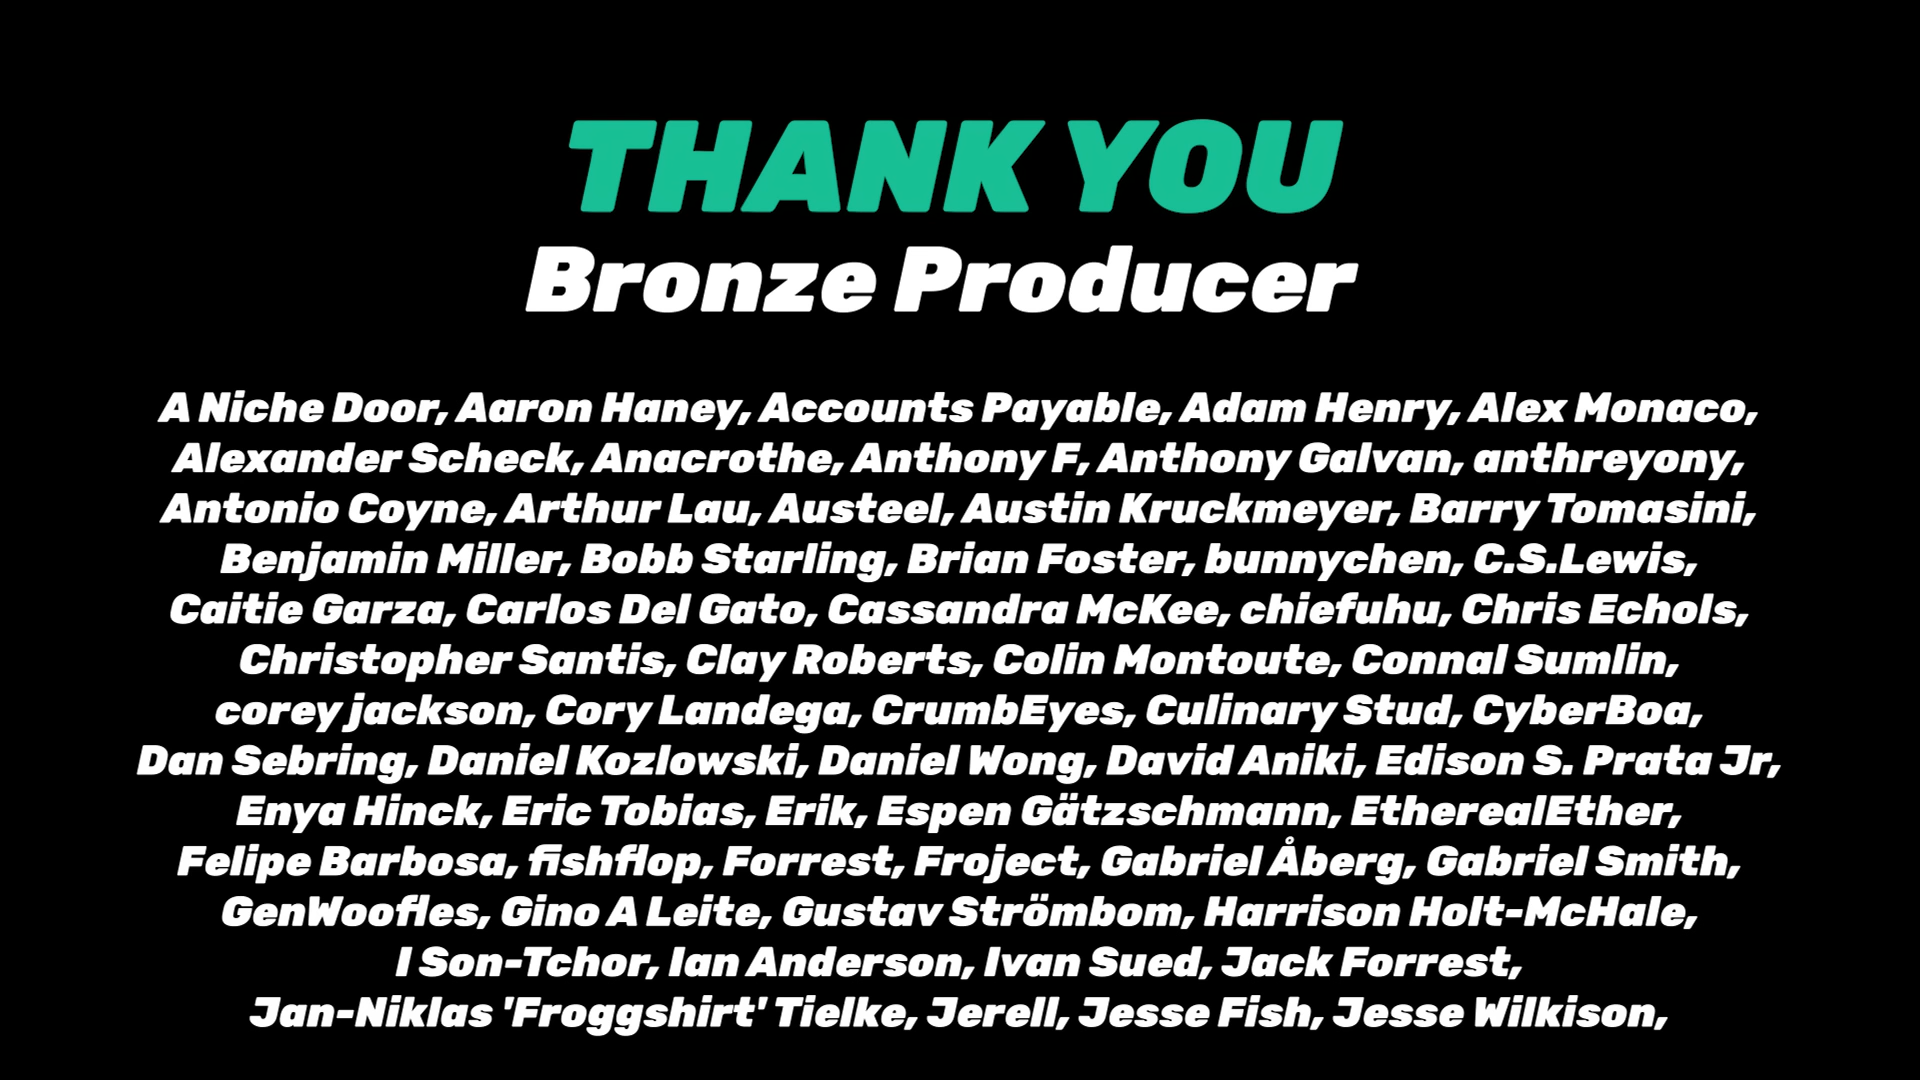 THANK YOU
Bronze Producer
A Niche Door, Aaron Haney, Accounts Payable, Adam Henry, Alex Monaco,
Alexander Scheck, Anacrothe, Anthony F, Anthony Galvan, anthreyony,
Antonio Coyne, Arthur Lau, Austeel, Austin Kruckmeyer, Barry Tomasini,
Benjamin Miller, Bobb Starling, Brian Foster, bunnychen, C.S.Lewis,
Caitie Garza, Carlos Del Gato, Cassandra McKee, chiefuhu, Chris Echols,
Christopher Santis, Clay Roberts, Colin Montoute, Connal Sumlin,
corey jackson, Cory Landega, CrumbEyes, Culinary Stud, CyberBoa,
Dan Sebring, Daniel Kozlowski, Daniel Wong, David Aniki, Edison S. Prata Jr,
Enya Hinck, Eric Tobias, Erik, Espen Gätzschmann, EtherealEther,
Felipe Barbosa, fishflop, Forrest, Froject, Gabriel Åberg, Gabriel Smith,
GenWoofles, Gino A Leite, Gustav Strömbom, Harrison Holt-McHale,
I Son-Tchor, Ian Anderson, Ivan Sued, Jack Forrest,
Jan-Niklas 'Froggshirt' Tielke, Jerell, Jesse Fish, Jesse Wilkison,